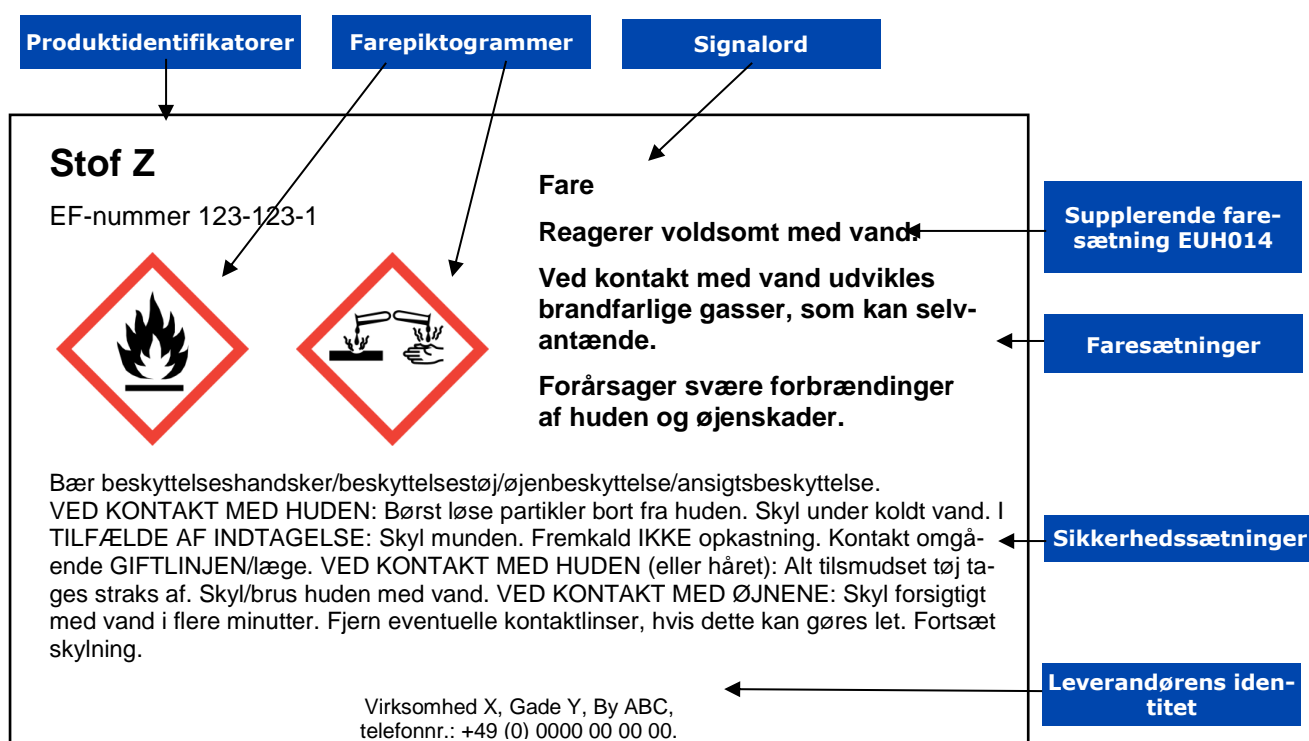 Produktidentifikatorer
Farepiktogrammer
Signalord
Stof Z
EF-nummer 123-123-1
Fare
Reagerer voldsomt med vand.
Ved kontakt med vand udvikles
brandfarlige gasser, som kan selv-
antænde.
Forårsager svære forbrændinger
af huden og øjenskader.
Supplerende fare-
sætning EUH014
Faresætninger
Bær beskyttelseshandsker/beskyttelsestøj/øjenbeskyttelse/ansigtsbeskyttelse.
VED KONTAKT MED HUDEN: Børst løse partikler bort fra huden. Skyl under koldt vand. I
TILFÆLDE AF INDTAGELSE: Skyl munden. Fremkald IKKE opkastning. Kontakt omgå-
ende GIFTLINJEN/læge. VED KONTAKT MED HUDEN (eller håret): Alt tilsmudset tøj ta-
ges straks af. Skyl/brus huden med vand. VED KONTAKT MED ØJNENE: Skyl forsigtigt
med vand i flere minutter. Fjern eventuelle kontaktlinser, hvis dette kan gøres let. Fortsæt
skylning.
Sikkerhedssætninger
Virksomhed X, Gade Y, By ABC,
telefonnr.: +49 (0) 0000 00 00 00.
Leverandørens iden-
titet